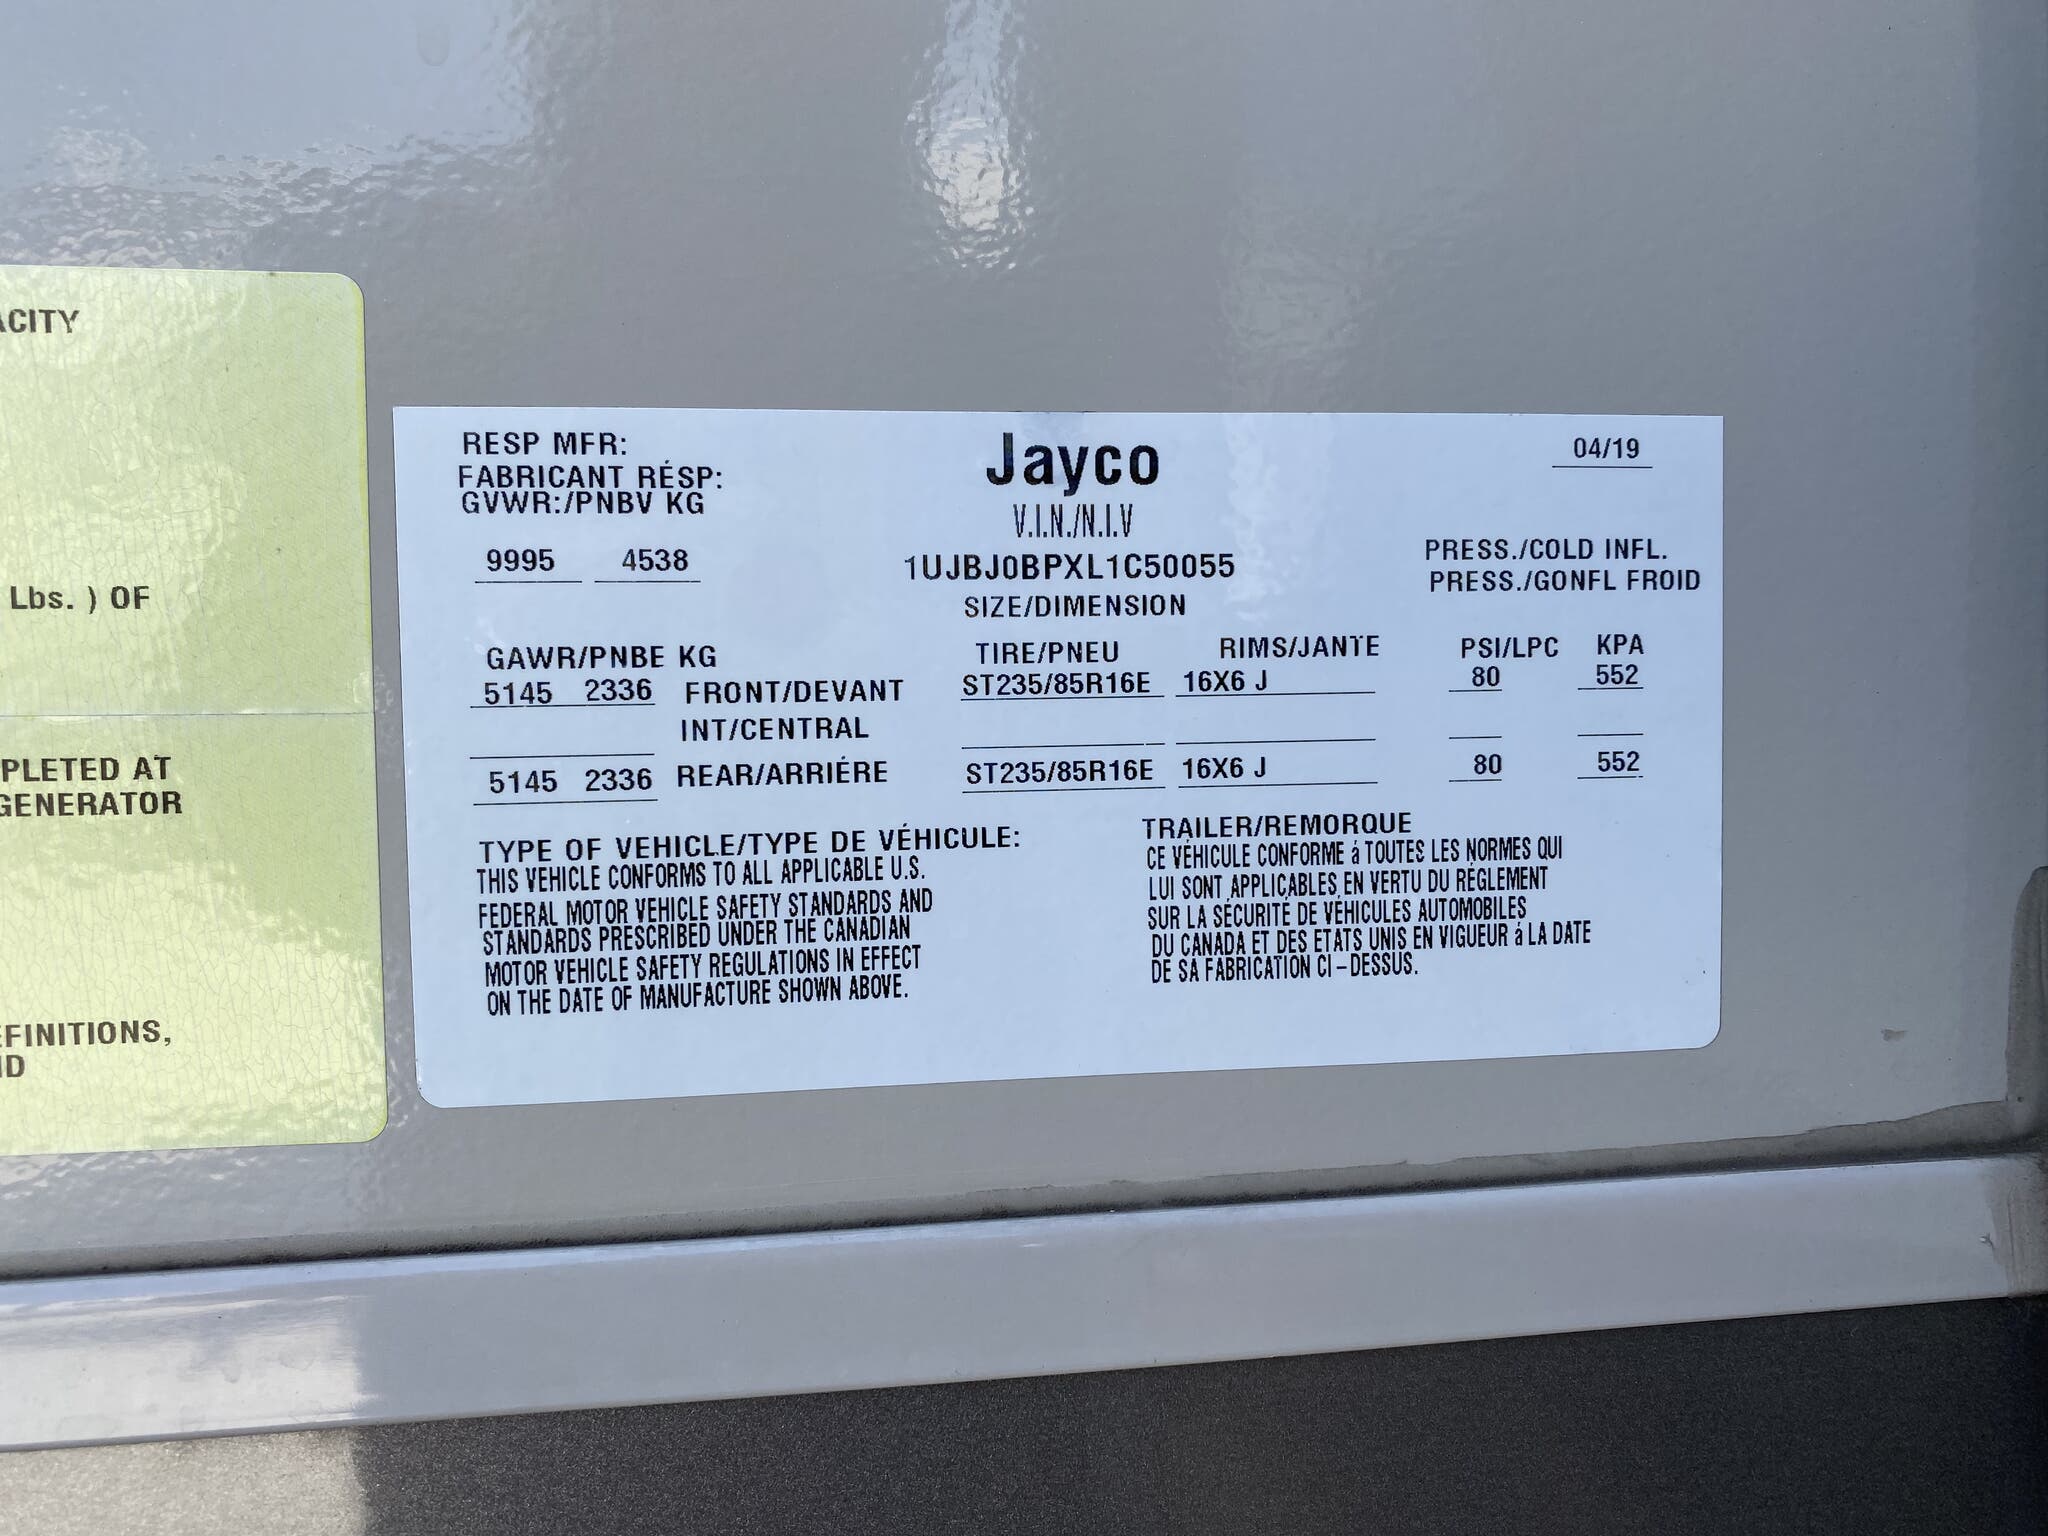 ACITY
Lbs. ) OF
PLETED AT
GENERATOR
FINITIONS,
RESP MFR:
FABRICANT RÉSP:
GVWR:/PNBV KG
9995 4538
Jayco
V.I.N./N.I.V
1UJBJ0BPXL1C50055
SIZE/DIMENSION
04/19
PRESS./COLD INFL.
PRESS./GONFL FROID
GAWR/PNBE KG TIRE/PNEU RIMS/JANTE PSI/LPC KPA
5145 2336 FRONT/DEVANT ST235/85R16E 16X6 J 80 552
INT/CENTRAL
5145 2336 REAR/ARRIÉRE ST235/85R16E 16X6 J 80 552
TYPE OF VEHICLE/TYPE DE VÉHICULE:
THIS VEHICLE CONFORMS TO ALL APPLICABLE U.S.
FEDERAL MOTOR VEHICLE SAFETY STANDARDS AND
STANDARDS PRESCRIBED UNDER THE CANADIAN
MOTOR VEHICLE SAFETY REGULATIONS IN EFFECT
ON THE DATE OF MANUFACTURE SHOWN ABOVE.
TRAILER/REMORQUE
CE VÉHICULE CONFORME á TOUTES LES NORMES QUI
LUI SONT APPLICABLES EN VERTU DU RÉGLEMENT
SUR LA SÉCURITÉ DE VÉHICULES AUTOMOBILES
DU CANADA ET DES ETATS UNIS EN VIGUEUR á LA DATE
DE SA FABRICATION CI-DESSUS.